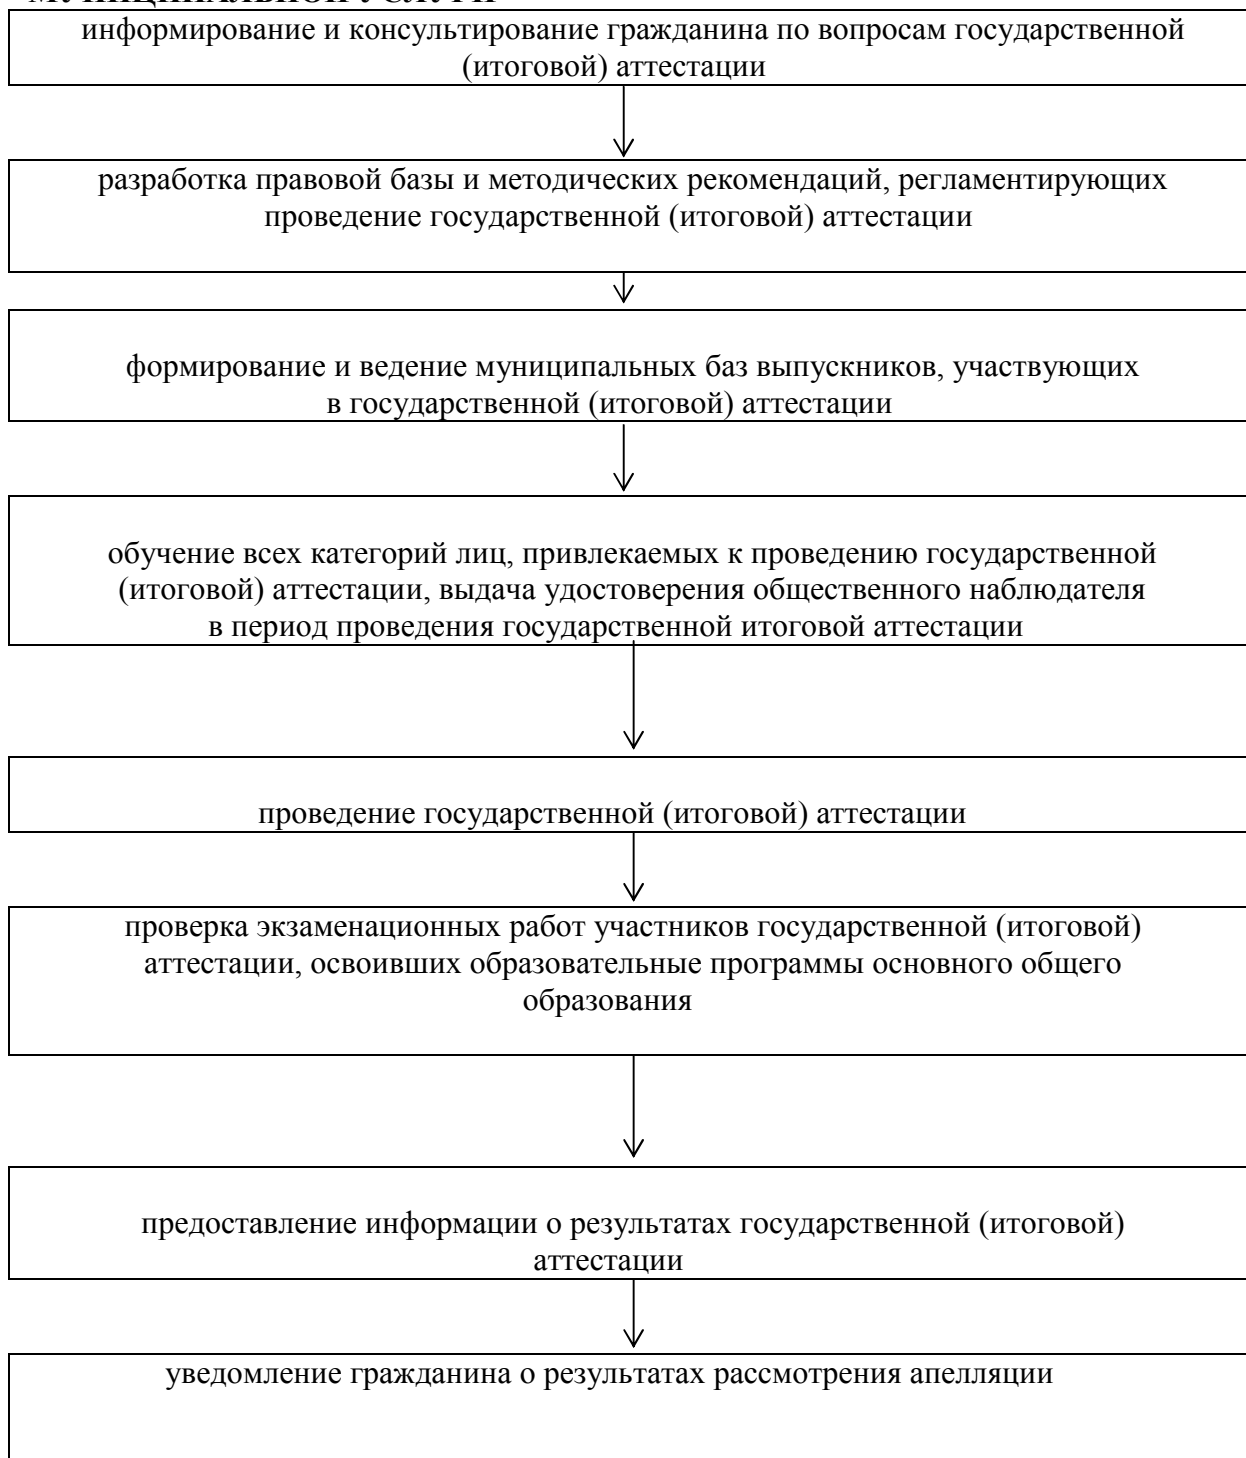 информирование и консультирование гражданина по вопросам государственной
(итоговой) аттестации
разработка правовой базы и методических рекомендаций, регламентирующих
проведение государственной (итоговой) аттестации
формирование и ведение муниципальных баз выпускников, участвующих
в государственной (итоговой) аттестации
обучение всех категорий лиц, привлекаемых к проведению государственной
(итоговой) аттестации, выдача удостоверения общественного наблюдателя
в период проведения государственной итоговой аттестации
проведение государственной (итоговой) аттестации
проверка экзаменационных работ участников государственной (итоговой)
аттестации, освоивших образовательные программы основного общего
образования
предоставление информации о результатах государственной (итоговой)
аттестации
уведомление гражданина о результатах рассмотрения апелляции